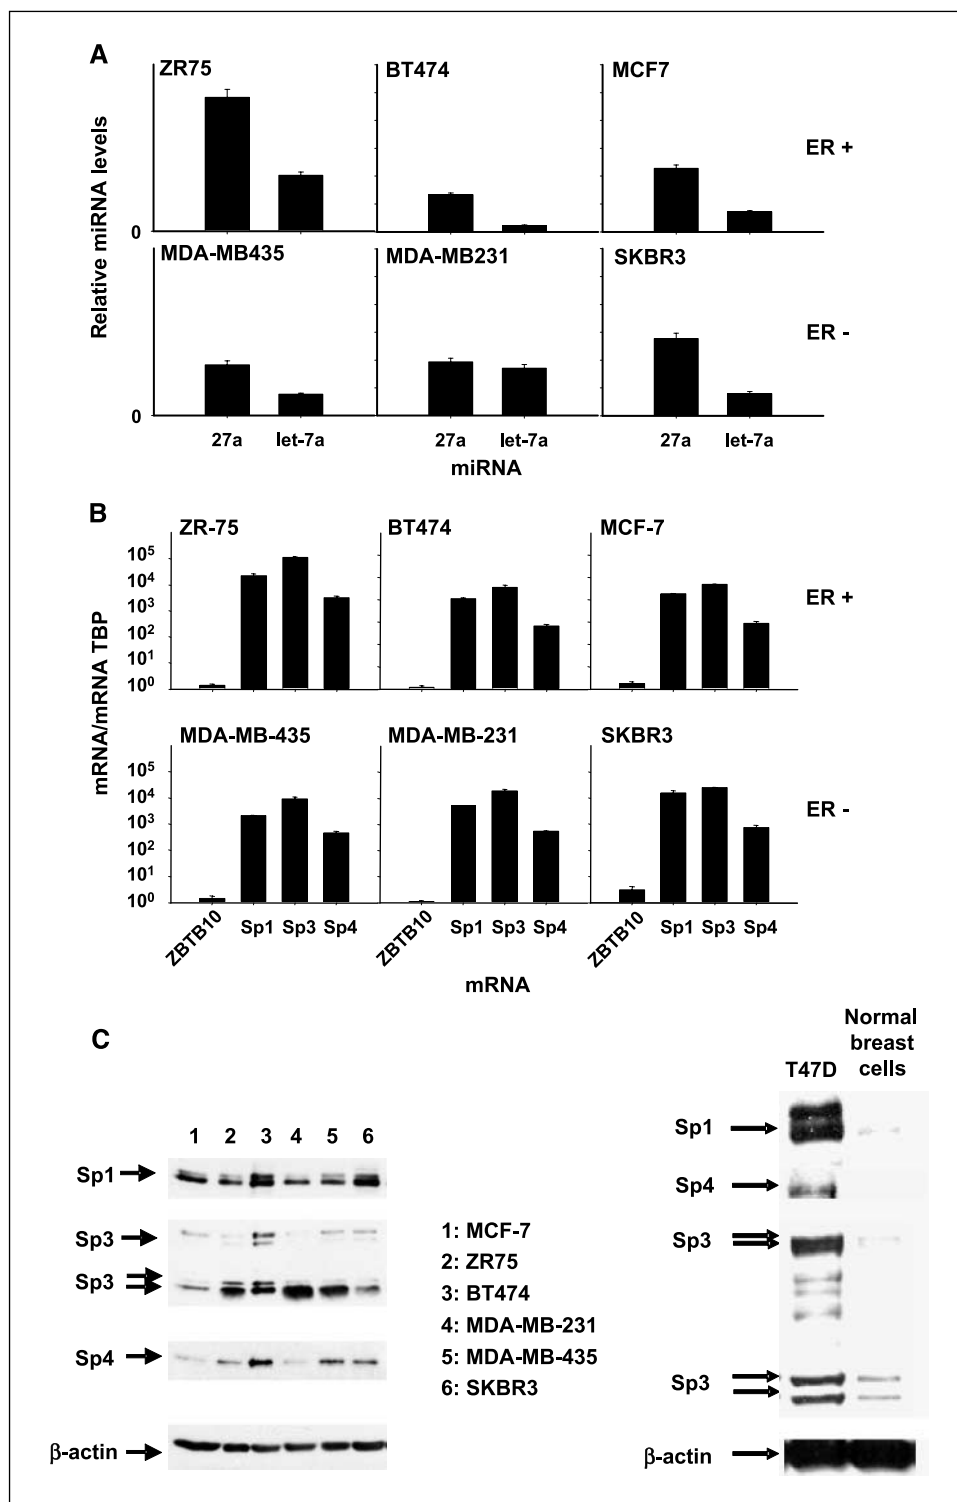 A
ZR75
BT474
MCF7
ER +
Relative miRNA levels
0
MDA-MB435
MDA-MB231
SKBR3
ER -
0
27a let-7a 27a let-7a 27a let-7a
miRNA
B
ZR-75
BT474
MCF-7
10⁵
10⁴
10³
10²
10¹
10⁰
ER +
mRNA/mRNA TBP
MDA-MB-435
MDA-MB-231
SKBR3
10⁵
10⁴
10³
10²
10¹
10⁰
ER -
ZBTB10 Sp1 Sp3 Sp4 ZBTB10 Sp1 Sp3 Sp4 ZBTB10 Sp1 Sp3 Sp4
mRNA
C
1 2 3 4 5 6
Sp1
Sp3
Sp3
Sp4
β-actin
1: MCF-7
2: ZR75
3: BT474
4: MDA-MB-231
5: MDA-MB-435
6: SKBR3
T47D
Normal
breast
cells
Sp1
Sp4
Sp3
Sp3
β-actin